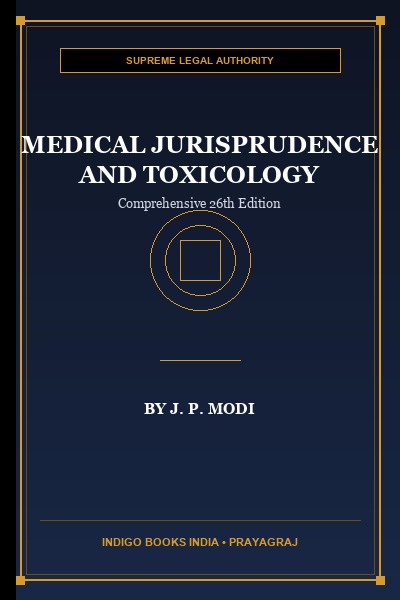 SUPREME LEGAL AUTHORITY
MEDICAL JURISPRUDENCE
AND TOXICOLOGY
Comprehensive 26th Edition
BY J. P. MODI
INDIGO BOOKS INDIA • PRAYAGRAJ